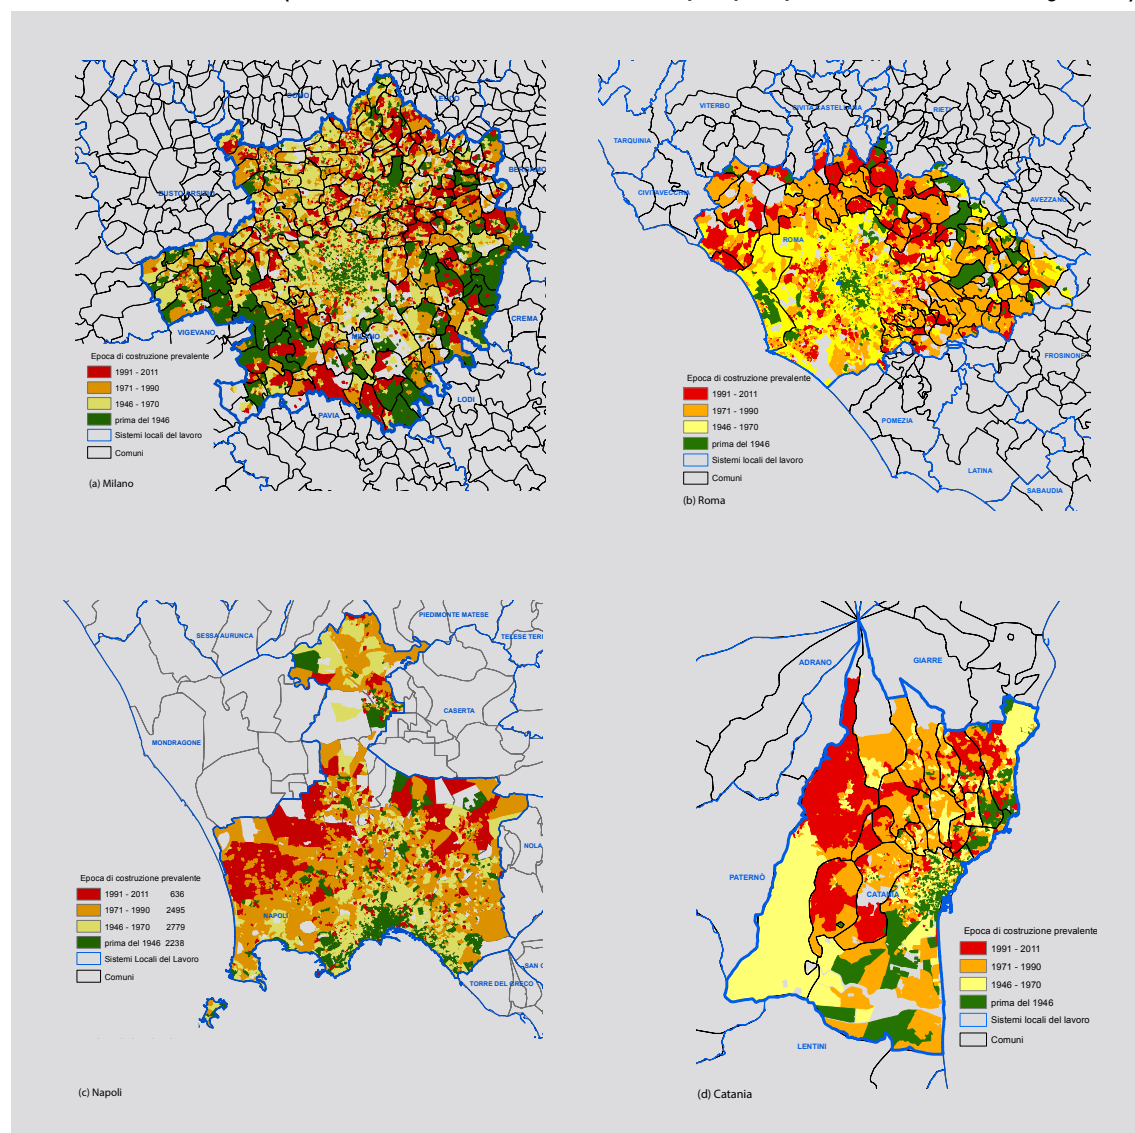 COMO
LECCO
BERGAMO
BUSTO ARSIZIO
CREMA
VIGEVANO
MILANO
LODI
PAVIA
Epoca di costruzione prevalente
1991 - 2011
1971 - 1990
1946 - 1970
prima del 1946
Sistemi locali del lavoro
Comuni
(a) Milano
VITERBO
CIVITA CASTELLANA
RIETI
TARQUINIA
CIVITAVECCHIA
AVEZZANO
ROMA
FROSINONE
POMEZIA
LATINA
SABAUDIA
Epoca di costruzione prevalente
1991 - 2011
1971 - 1990
1946 - 1970
prima del 1946
Sistemi locali del lavoro
Comuni
(b) Roma
PIEDIMONTE MATESE
SESSA AURUNCA
TELESE TER
CASERTA
MONDRAGONE
NOLA
NAPOLI
SAN
TORRE DEL GRECO
Epoca di costruzione prevalente
1991 - 2011 636
1971 - 1990 2495
1946 - 1970 2779
prima del 1946 2238
Sistemi Locali del Lavoro
Comuni
(c) Napoli
ADRANO
GIARRE
PATERNÒ
CATANIA
LENTINI
Epoca di costruzione prevalente
1991 - 2011
1971 - 1990
1946 - 1970
prima del 1946
Sistemi locali del lavoro
Comuni
(d) Catania